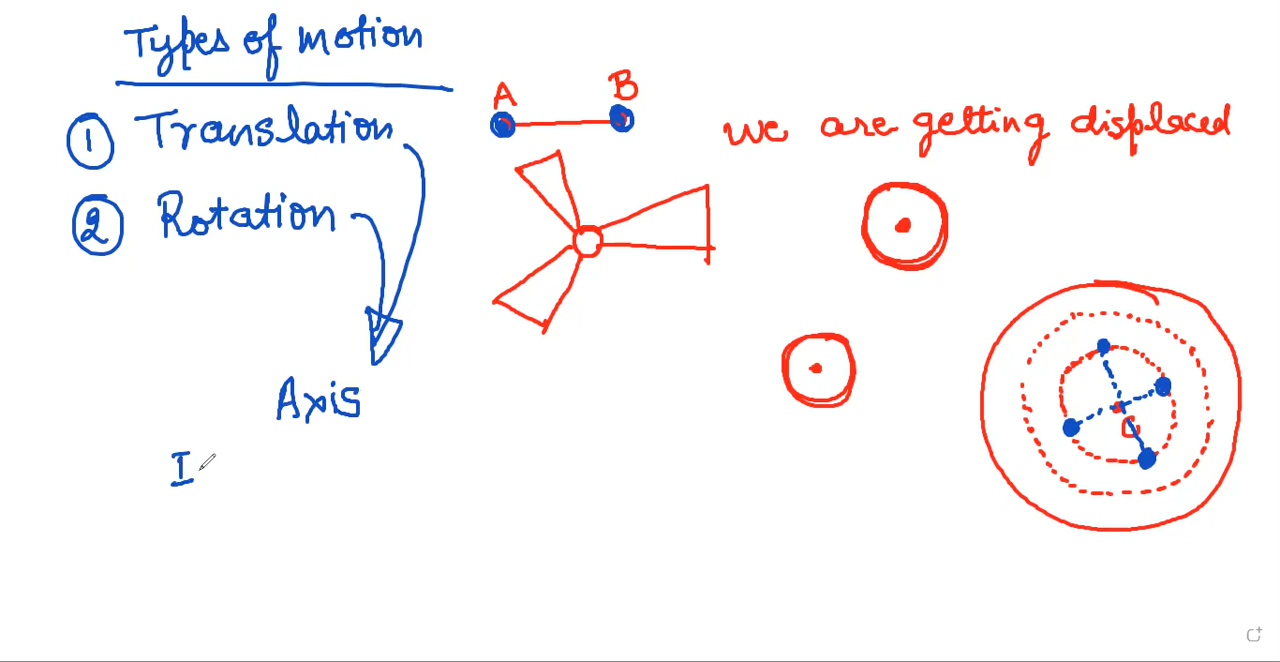 Types of motion
① Translation
② Rotation
A B
we are getting displaced
Axis
C
I